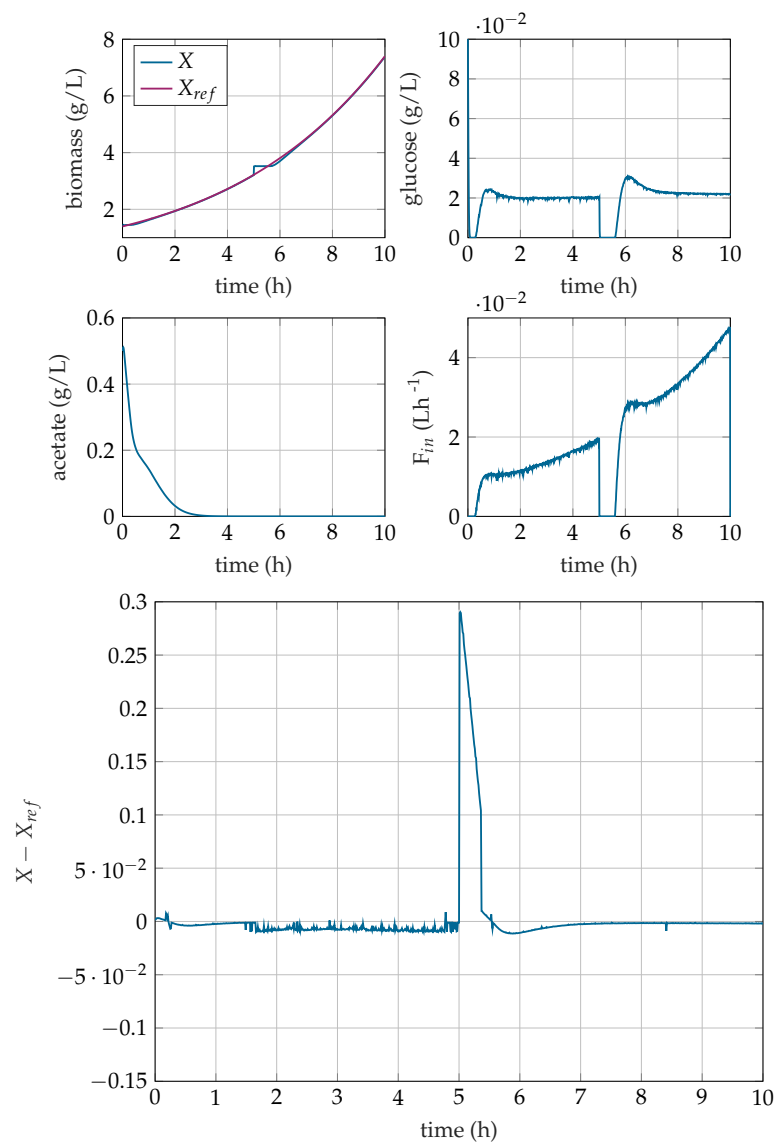 biomass (g/L)
8
6
4
2
X
X_ref
0 2 4 6 8 10
time (h)
·10⁻²
glucose (g/L)
10
8
6
4
2
0
0 2 4 6 8 10
time (h)
acetate (g/L)
0.6
0.4
0.2
0
0 2 4 6 8 10
time (h)
·10⁻²
F_in (Lh⁻¹)
4
2
0
0 2 4 6 8 10
time (h)
X − X_ref
0.3
0.25
0.2
0.15
0.1
5 · 10⁻²
0
−5 · 10⁻²
−0.1
−0.15
0 1 2 3 4 5 6 7 8 9 10
time (h)